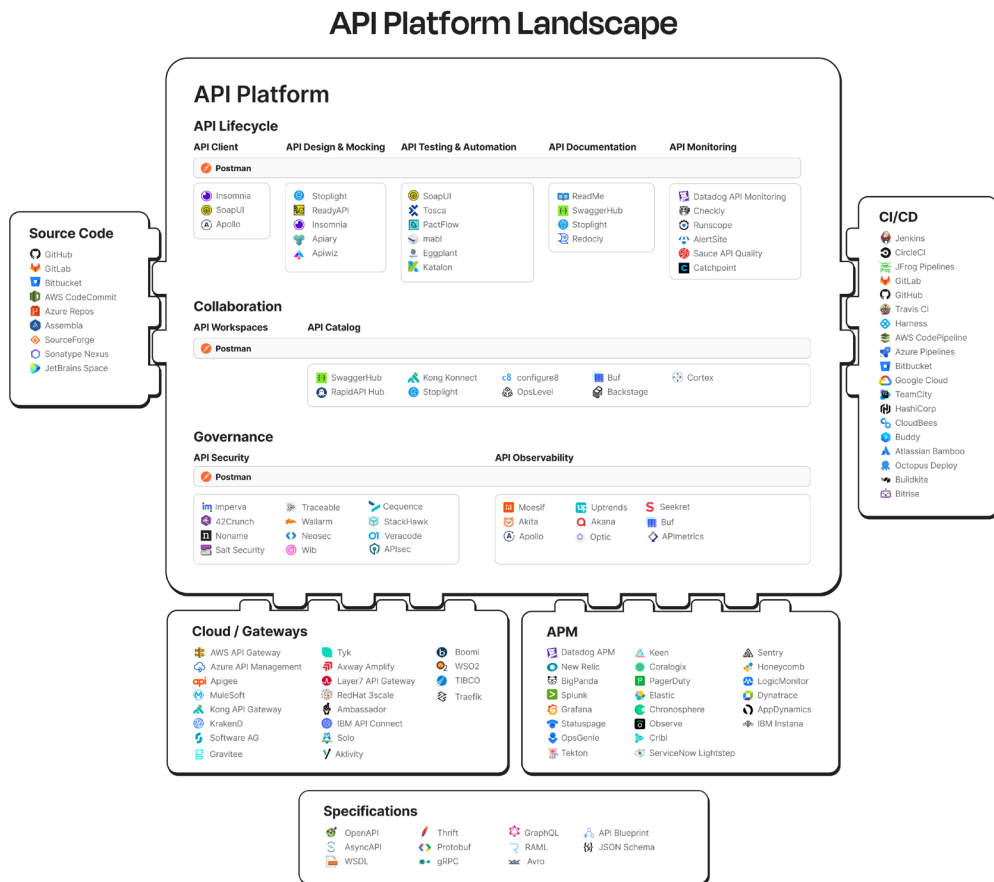 API Platform Landscape
API Platform
API Lifecycle
API Client
API Design & Mocking
API Testing & Automation
API Documentation
API Monitoring
Postman
Insomnia
SoapUI
Apollo
Stoplight
ReadyAPI
Insomnia
Apiary
Apiwiz
SoapUI
Tosca
PactFlow
mabl
Eggplant
Katalon
ReadMe
SwaggerHub
Stoplight
Redocly
Datadog API Monitoring
Checkly
Runscope
AlertSite
Sauce API Quality
Catchpoint
Collaboration
API Workspaces
API Catalog
Postman
SwaggerHub
RapidAPI Hub
Kong Konnect
Stoplight
c8 configure8
OpsLevel
Buf
Backstage
Cortex
Governance
API Security
API Observability
Postman
im Imperva
42Crunch
n Noname
Salt Security
Traceable
Wallarm
Neosec
Wib
Cequence
StackHawk
Veracode
APIsec
Moesif
Akita
Apollo
up Uptrends
Akana
Optic
S Seekret
Buf
APImetrics
Source Code
GitHub
GitLab
Bitbucket
AWS CodeCommit
Azure Repos
Assembla
SourceForge
Sonatype Nexus
JetBrains Space
CI/CD
Jenkins
CircleCI
JFrog Pipelines
GitLab
GitHub
Travis CI
Harness
AWS CodePipeline
Azure Pipelines
Bitbucket
Google Cloud
TeamCity
HashiCorp
CloudBees
Buddy
Atlassian Bamboo
Octopus Deploy
Buildkite
Bitrise
Cloud / Gateways
AWS API Gateway
Azure API Management
api Apigee
MuleSoft
Kong API Gateway
KrakenD
Software AG
Gravitee
Tyk
Axway Amplify
Layer7 API Gateway
RedHat 3scale
Ambassador
IBM API Connect
Solo
Aklivity
Boomi
WSO2
TIBCO
Traefik
APM
Datadog APM
New Relic
BigPanda
Splunk
Grafana
Statuspage
OpsGenie
Tekton
Keen
Coralogix
PagerDuty
Elastic
Chronosphere
Observe
Cribl
ServiceNow Lightstep
Sentry
Honeycomb
LogicMonitor
Dynatrace
AppDynamics
IBM Instana
Specifications
OpenAPI
AsyncAPI
WSDL
Thrift
Protobuf
gRPC
GraphQL
RAML
Avro
API Blueprint
JSON Schema